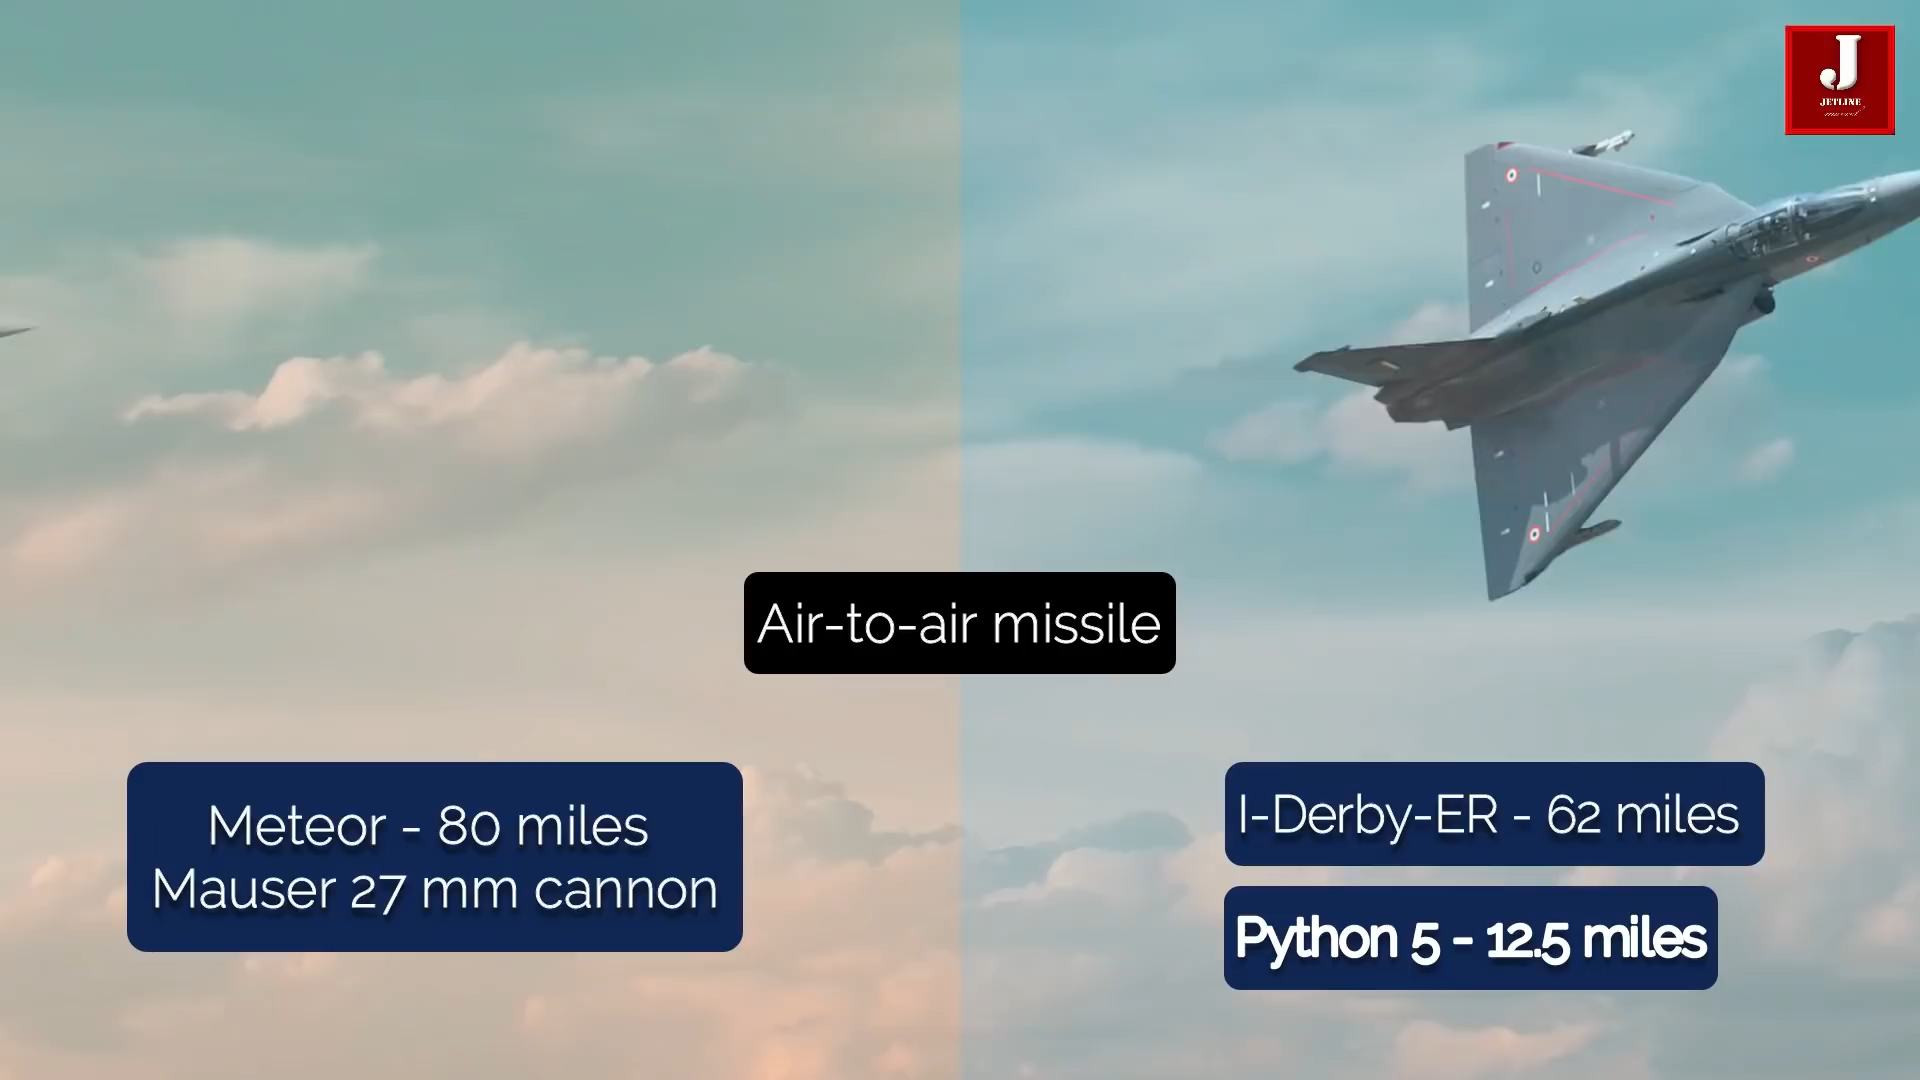 J
JETLINE
Air-to-air missile
Meteor - 80 miles
Mauser 27 mm cannon
I-Derby-ER - 62 miles
Python 5 - 12.5 miles